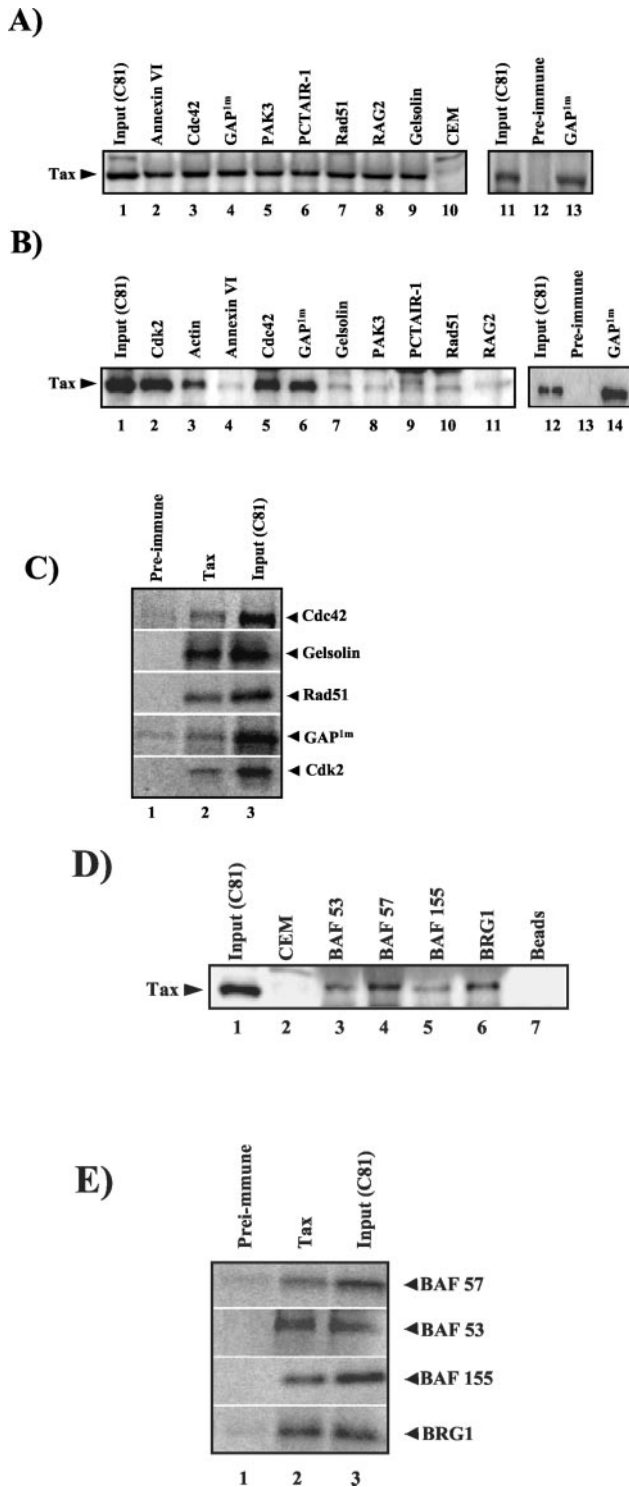 A)
Input (C81) Annexin VI Cdc42 GAP1m PAK3 PCTAIR-1 Rad51 RAG2 Gelsolin CEM Input (C81) Pre-immune GAP1m
Tax
1 2 3 4 5 6 7 8 9 10 11 12 13
B)
Input (C81) Cdk2 Actin Annexin VI Cdc42 GAP1m Gelsolin PAK3 PCTAIR-1 Rad51 RAG2 Input (C81) Pre-immune GAP1m
Tax
1 2 3 4 5 6 7 8 9 10 11 12 13 14
C)
Pre-immune Tax Input (C81)
Cdc42
Gelsolin
Rad51
GAP1m
Cdk2
1 2 3
D)
Input (C81) CEM BAF 53 BAF 57 BAF 155 BRG1 Beads
Tax
1 2 3 4 5 6 7
E)
Prei-mmune Tax Input (C81)
BAF 57
BAF 53
BAF 155
BRG1
1 2 3